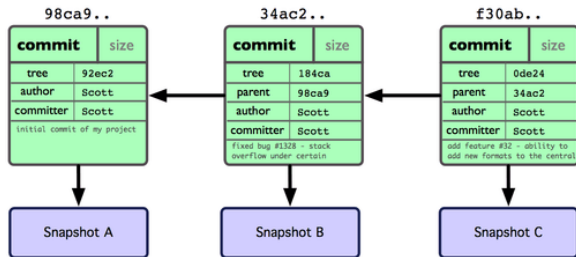 98ca9..
commit size
tree 92ec2
author Scott
committer Scott
initial commit of my project
Snapshot A
34ac2..
commit size
tree 184ca
parent 98ca9
author Scott
committer Scott
fixed bug #1328 - stack
overflow under certain
Snapshot B
f30ab..
commit size
tree 0de24
parent 34ac2
author Scott
committer Scott
add feature #32 - ability to
add new formats to the central
Snapshot C